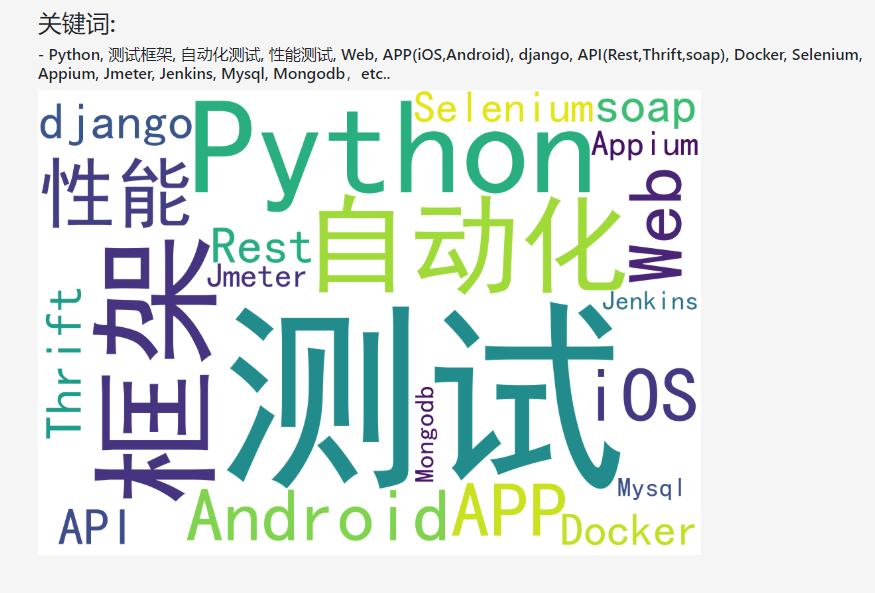 关键词:
- Python, 测试框架, 自动化测试, 性能测试, Web, APP(iOS,Android), django, API(Rest,Thrift,soap), Docker, Selenium,
Appium, Jmeter, Jenkins, Mysql, Mongodb，etc..
django
Python
Selenium
soap
Appium
性能
Web
自动化
Rest
Jmeter
框架
Thrift
测试
Jenkins
iOS
Mongodb
Mysql
API
Android
APP
Docker